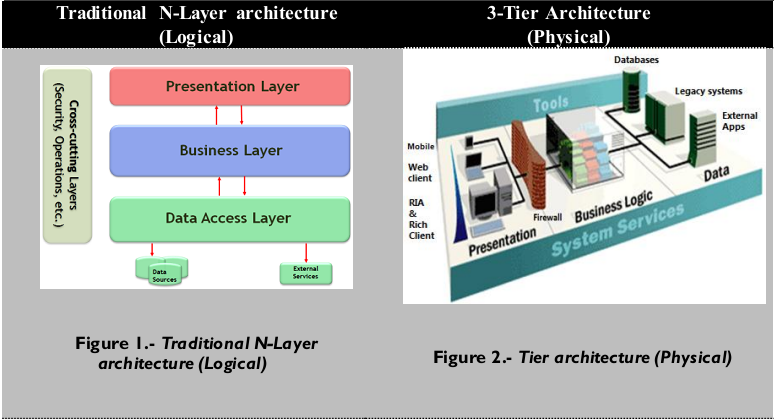 Traditional N-Layer architecture
(Logical)
3-Tier Architecture
(Physical)
Cross-cutting Layers
(Security, Operations, etc.)
Presentation Layer
Business Layer
Data Access Layer
Data
Sources
External
Services
Databases
Legacy systems
External
Apps
Tools
Mobile
Web
client
RIA
&
Rich
Client
Firewall
Presentation
Business Logic
Data
System Services
Figure 1.- Traditional N-Layer
architecture (Logical)
Figure 2.- Tier architecture (Physical)